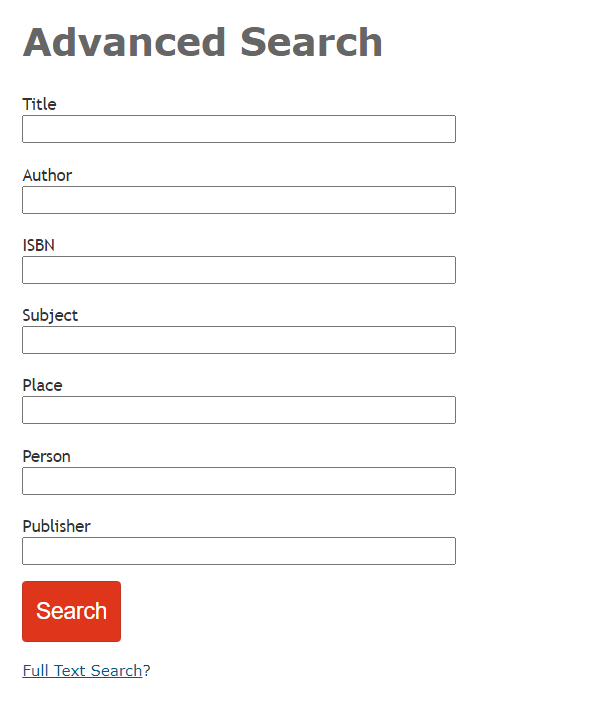 Advanced Search
Title
Author
ISBN
Subject
Place
Person
Publisher
Search
Full Text Search?